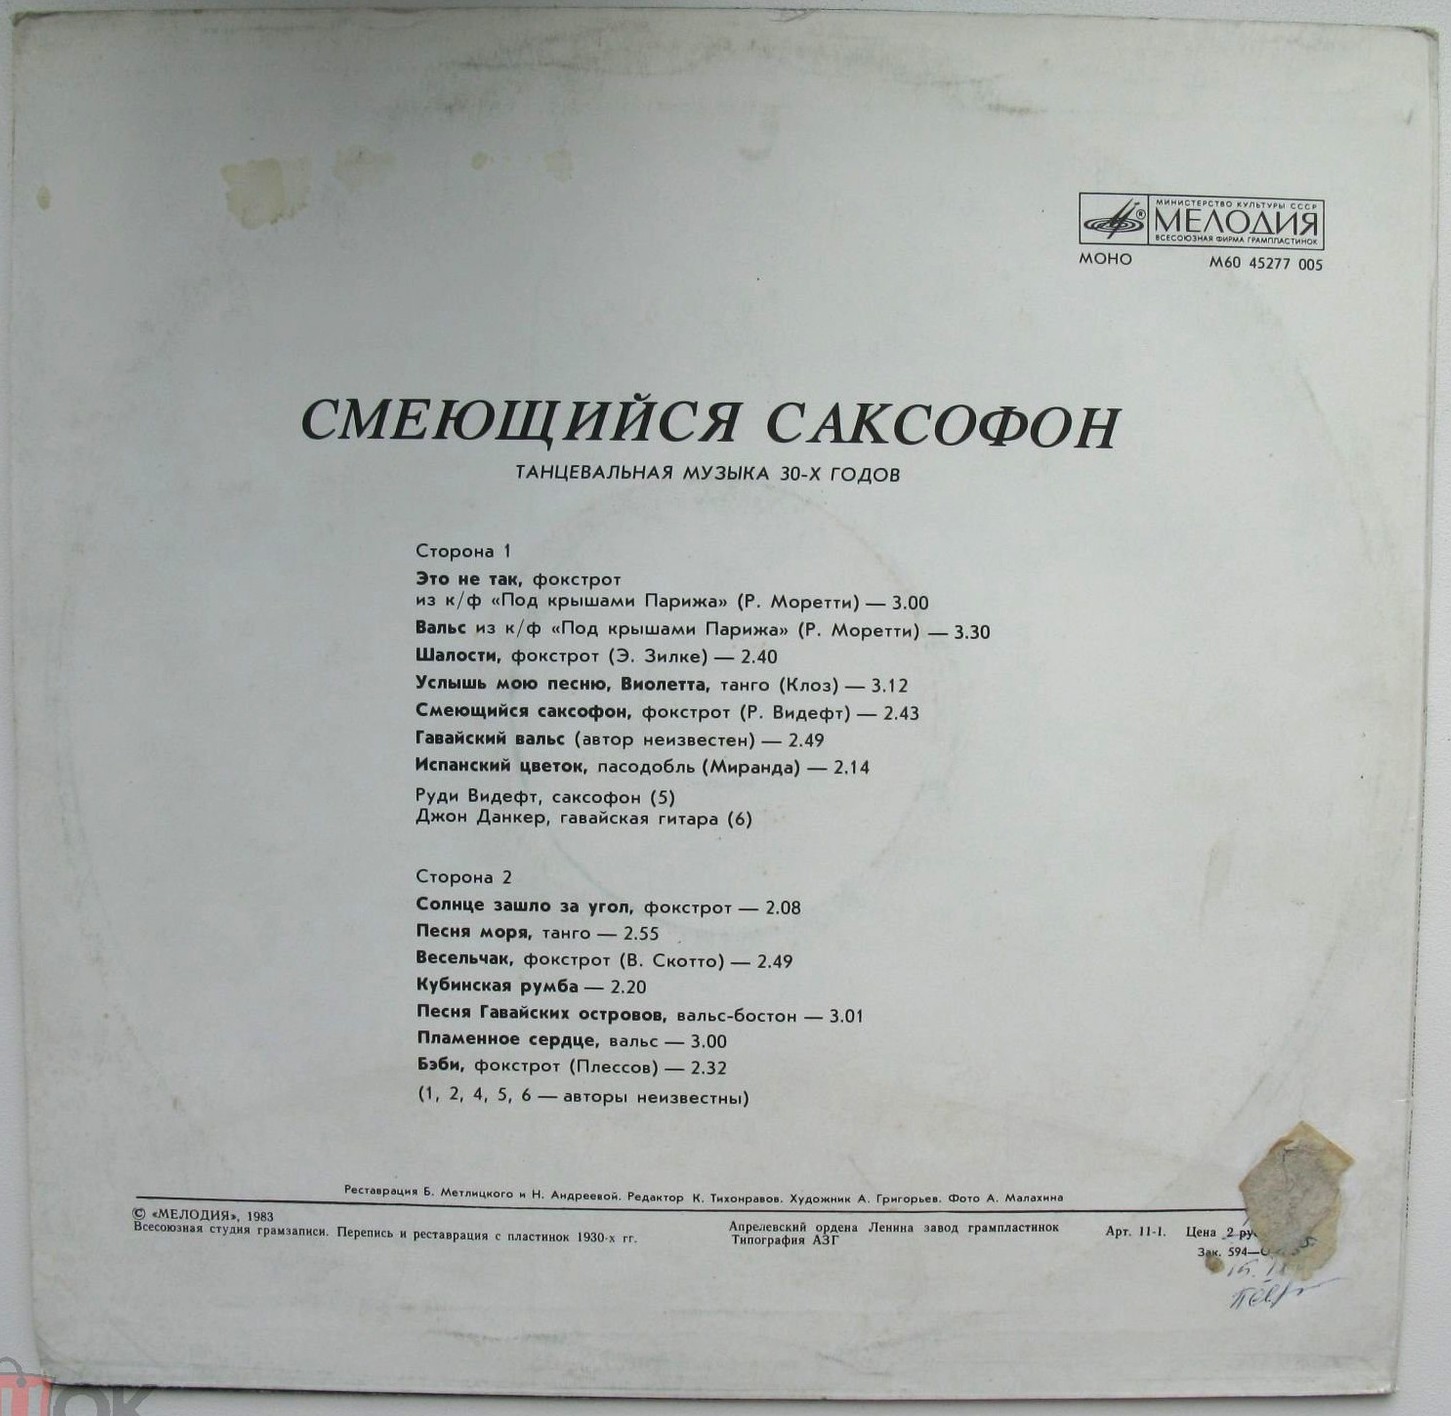 МИНИСТЕРСТВО КУЛЬТУРЫ СССР
МЕЛОДИЯ
ВСЕСОЮЗНАЯ ФИРМА ГРАМПЛАСТИНОК
МОНО М60 45277 005
СМЕЮЩИЙСЯ САКСОФОН
ТАНЦЕВАЛЬНАЯ МУЗЫКА 30-Х ГОДОВ
Сторона 1
Это не так, фокстрот
из к/ф «Под крышами Парижа» (Р. Моретти) — 3.00
Вальс из к/ф «Под крышами Парижа» (Р. Моретти) — 3.30
Шалости, фокстрот (Э. Зилке) — 2.40
Услышь мою песню, Виолетта, танго (Клоз) — 3.12
Смеющийся саксофон, фокстрот (Р. Видефт) — 2.43
Гавайский вальс (автор неизвестен) — 2.49
Испанский цветок, пасодобль (Миранда) — 2.14
Руди Видефт, саксофон (5)
Джон Данкер, гавайская гитара (6)
Сторона 2
Солнце зашло за угол, фокстрот — 2.08
Песня моря, танго — 2.55
Весельчак, фокстрот (В. Скотто) — 2.49
Кубинская румба — 2.20
Песня Гавайских островов, вальс-бостон — 3.01
Пламенное сердце, вальс — 3.00
Бэби, фокстрот (Плессов) — 2.32
(1, 2, 4, 5, 6 — авторы неизвестны)
Реставрация Б. Метлицкого и Н. Андреевой. Редактор К. Тихонравов. Художник А. Григорьев. Фото А. Малахина
© «МЕЛОДИЯ», 1983
Всесоюзная студия грамзаписи. Перепись и реставрация с пластинок 1930-х гг.
Апрелевский ордена Ленина завод грампластинок
Типография АЗГ
Арт. 11-1. Цена 2
Зак. 594—
ОК